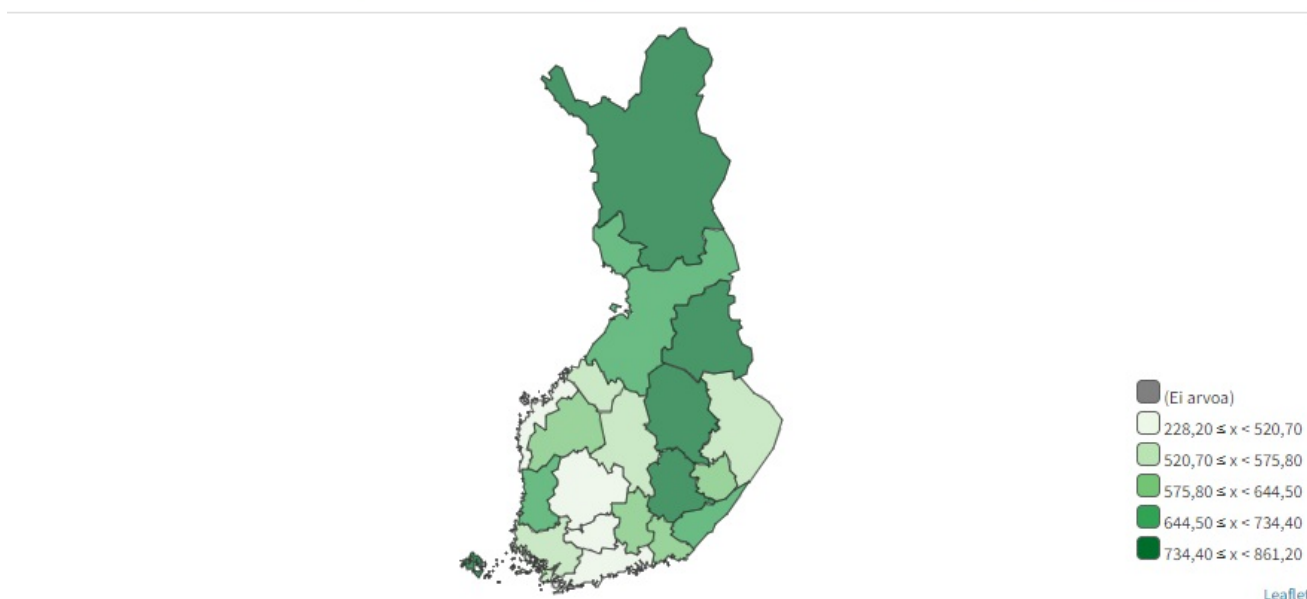 (Ei arvoa)
228,20 ≤ x < 520,70
520,70 ≤ x < 575,80
575,80 ≤ x < 644,50
644,50 ≤ x < 734,40
734,40 ≤ x < 861,20
Leaflet